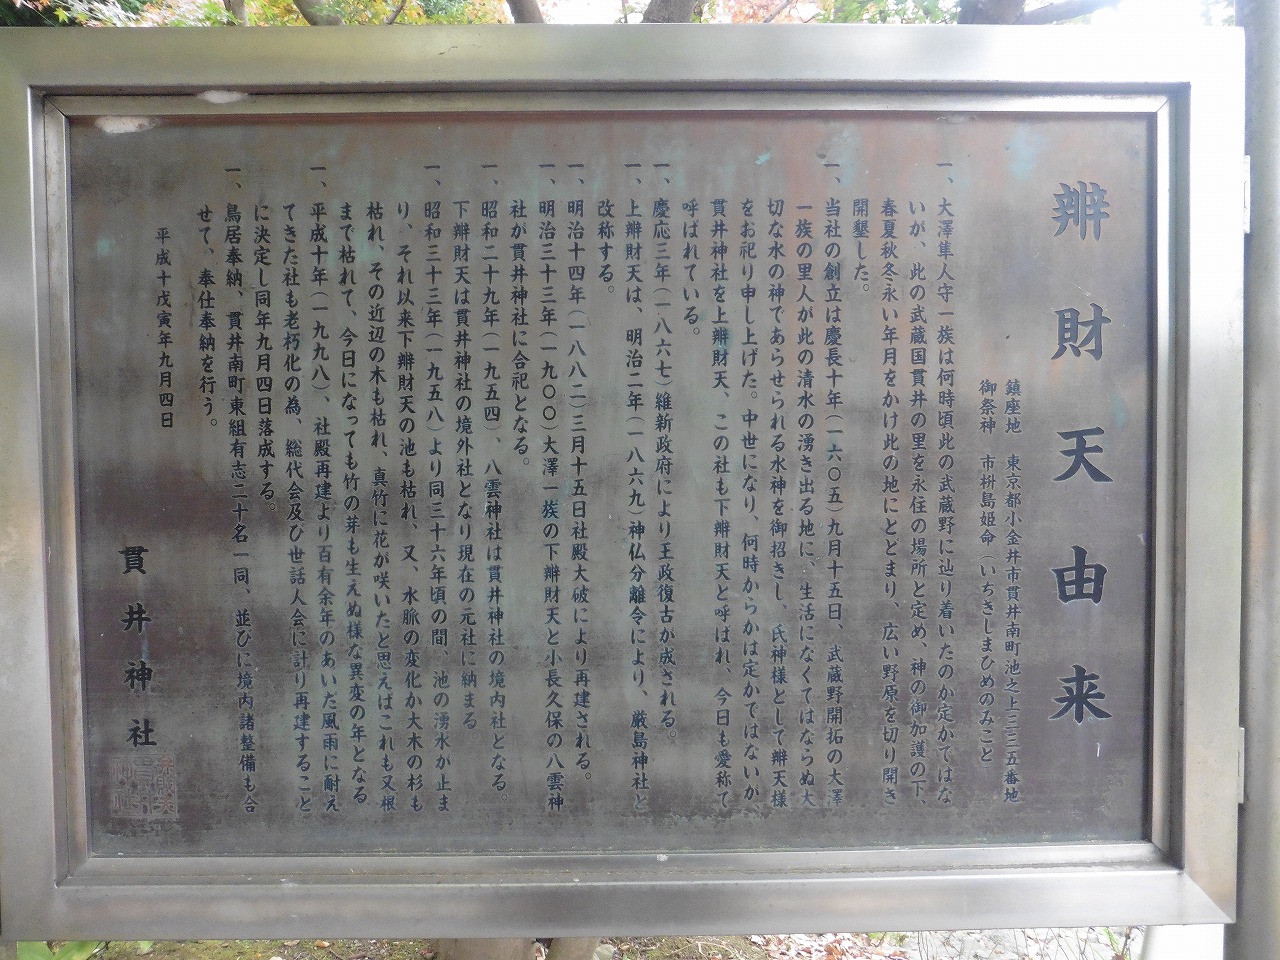 辨財天由来
鎮座地　東京都小金井市貫井南町池之上三三五番地
御祭神　市杵島姫命（いちきしまひめのみこと
一、大澤隼人守一族は何時頃此の武蔵野に辿り着いたのか定かではな
いが、此の武蔵国貫井の里を永住の場所と定め、神の御加護の下、
春夏秋冬永い年月をかけ此の地にとどまり、広い野原を切り開き
開墾した。
一、当社の創立は慶長十年（一六〇五）九月十五日、武蔵野開拓の大澤
一族の里人が此の清水の湧き出る地に、生活になくてはならぬ大
切な水の神であらせられる水神を御招きし、氏神様として辨天様
をお祀り申し上げた。中世になり、何時からかは定かではないが、
貫井神社を上辨財天、この社も下辨財天と呼ばれ、今日も愛称で
呼ばれている。
一、慶応三年（一八六七）維新政府により王政復古が成される。
一、上辨財天は、明治二年（一八六九）神仏分離令により、厳島神社と
改称する。
一、明治十四年（一八八二）三月十五日社殿大破により再建される。
一、明治三十三年（一九〇〇）大澤一族の下辨財天と小長久保の八雲神
社が貫井神社に合祀となる。
一、昭和二十九年（一九五四）、八雲神社は貫井神社の境内社となる。
下辨財天は貫井神社の境外社となり現在の元社に納まる
一、昭和三十三年（一九五八）より同三十六年頃の間、池の湧水が止ま
り、それ以来下辨財天の池も枯れ、又、水脈の変化か大木の杉も
枯れ、その近辺の木も枯れ、真竹に花が咲いたと思えばこれも又根
まで枯れて、今日になっても竹の芽も生えぬ様な異変の年となる
一、平成十年（一九九八）、社殿再建より百有余年のあいだ風雨に耐え
てきた社も老朽化の為、総代会及び世話人会に計り再建すること
に決定し同年九月四日落成する。
一、鳥居奉納、貫井南町東組有志二十名一同、並びに境内諸整備も合
せて、奉仕奉納を行う。
平成十戊寅年九月四日
貫井神社